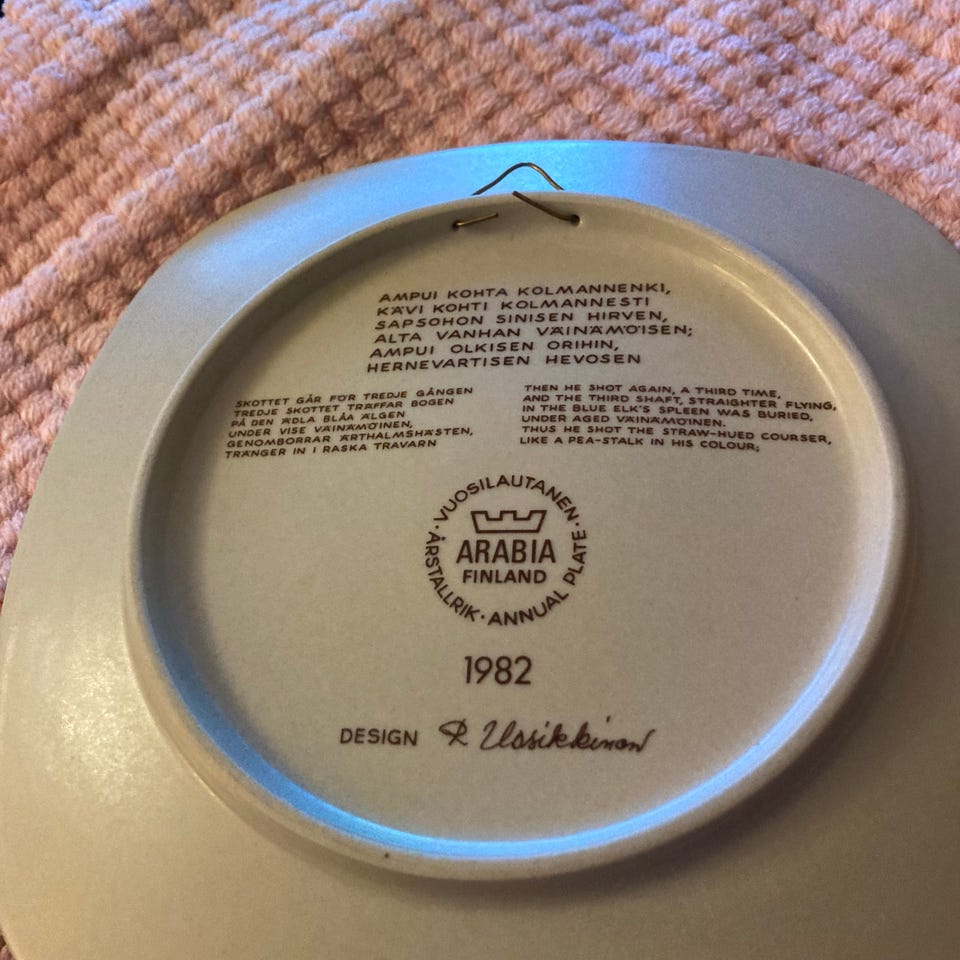 AMPUI KOHTA KOLMANNENKI,
KÄVI KOHTI KOLMANNESTI
SAPSOHON SINISEN HIRVEN,
ALTA VANHAN VÄINÄMÖISEN;
AMPUI OLKISEN ORIHIN,
HERNEVARTISEN HEVOSEN
SKOTTET GÅR FÖR TREDJE GÅNGEN
TREDJE SKOTTET TRÄFFAR BOGEN
PÅ DEN ÄDLA BLÅA ÄLGEN
UNDER VISE VÄINÄMÖINEN,
GENOMBORRAR ÄRTHALMSHÄSTEN,
TRÄNGER IN I RASKA TRAVARN
THEN HE SHOT AGAIN, A THIRD TIME,
AND THE THIRD SHAFT, STRAIGHTER FLYING,
IN THE BLUE ELK'S SPLEEN WAS BURIED,
UNDER AGED VÄINÄMÖINEN.
THUS HE SHOT THE STRAW-HUED COURSER,
LIKE A PEA-STALK IN HIS COLOUR;
· VUOSILAUTANEN ·
ARABIA
FINLAND
ÅRSTALLRIK · ANNUAL PLATE
1982
DESIGN R. Uosikkinen